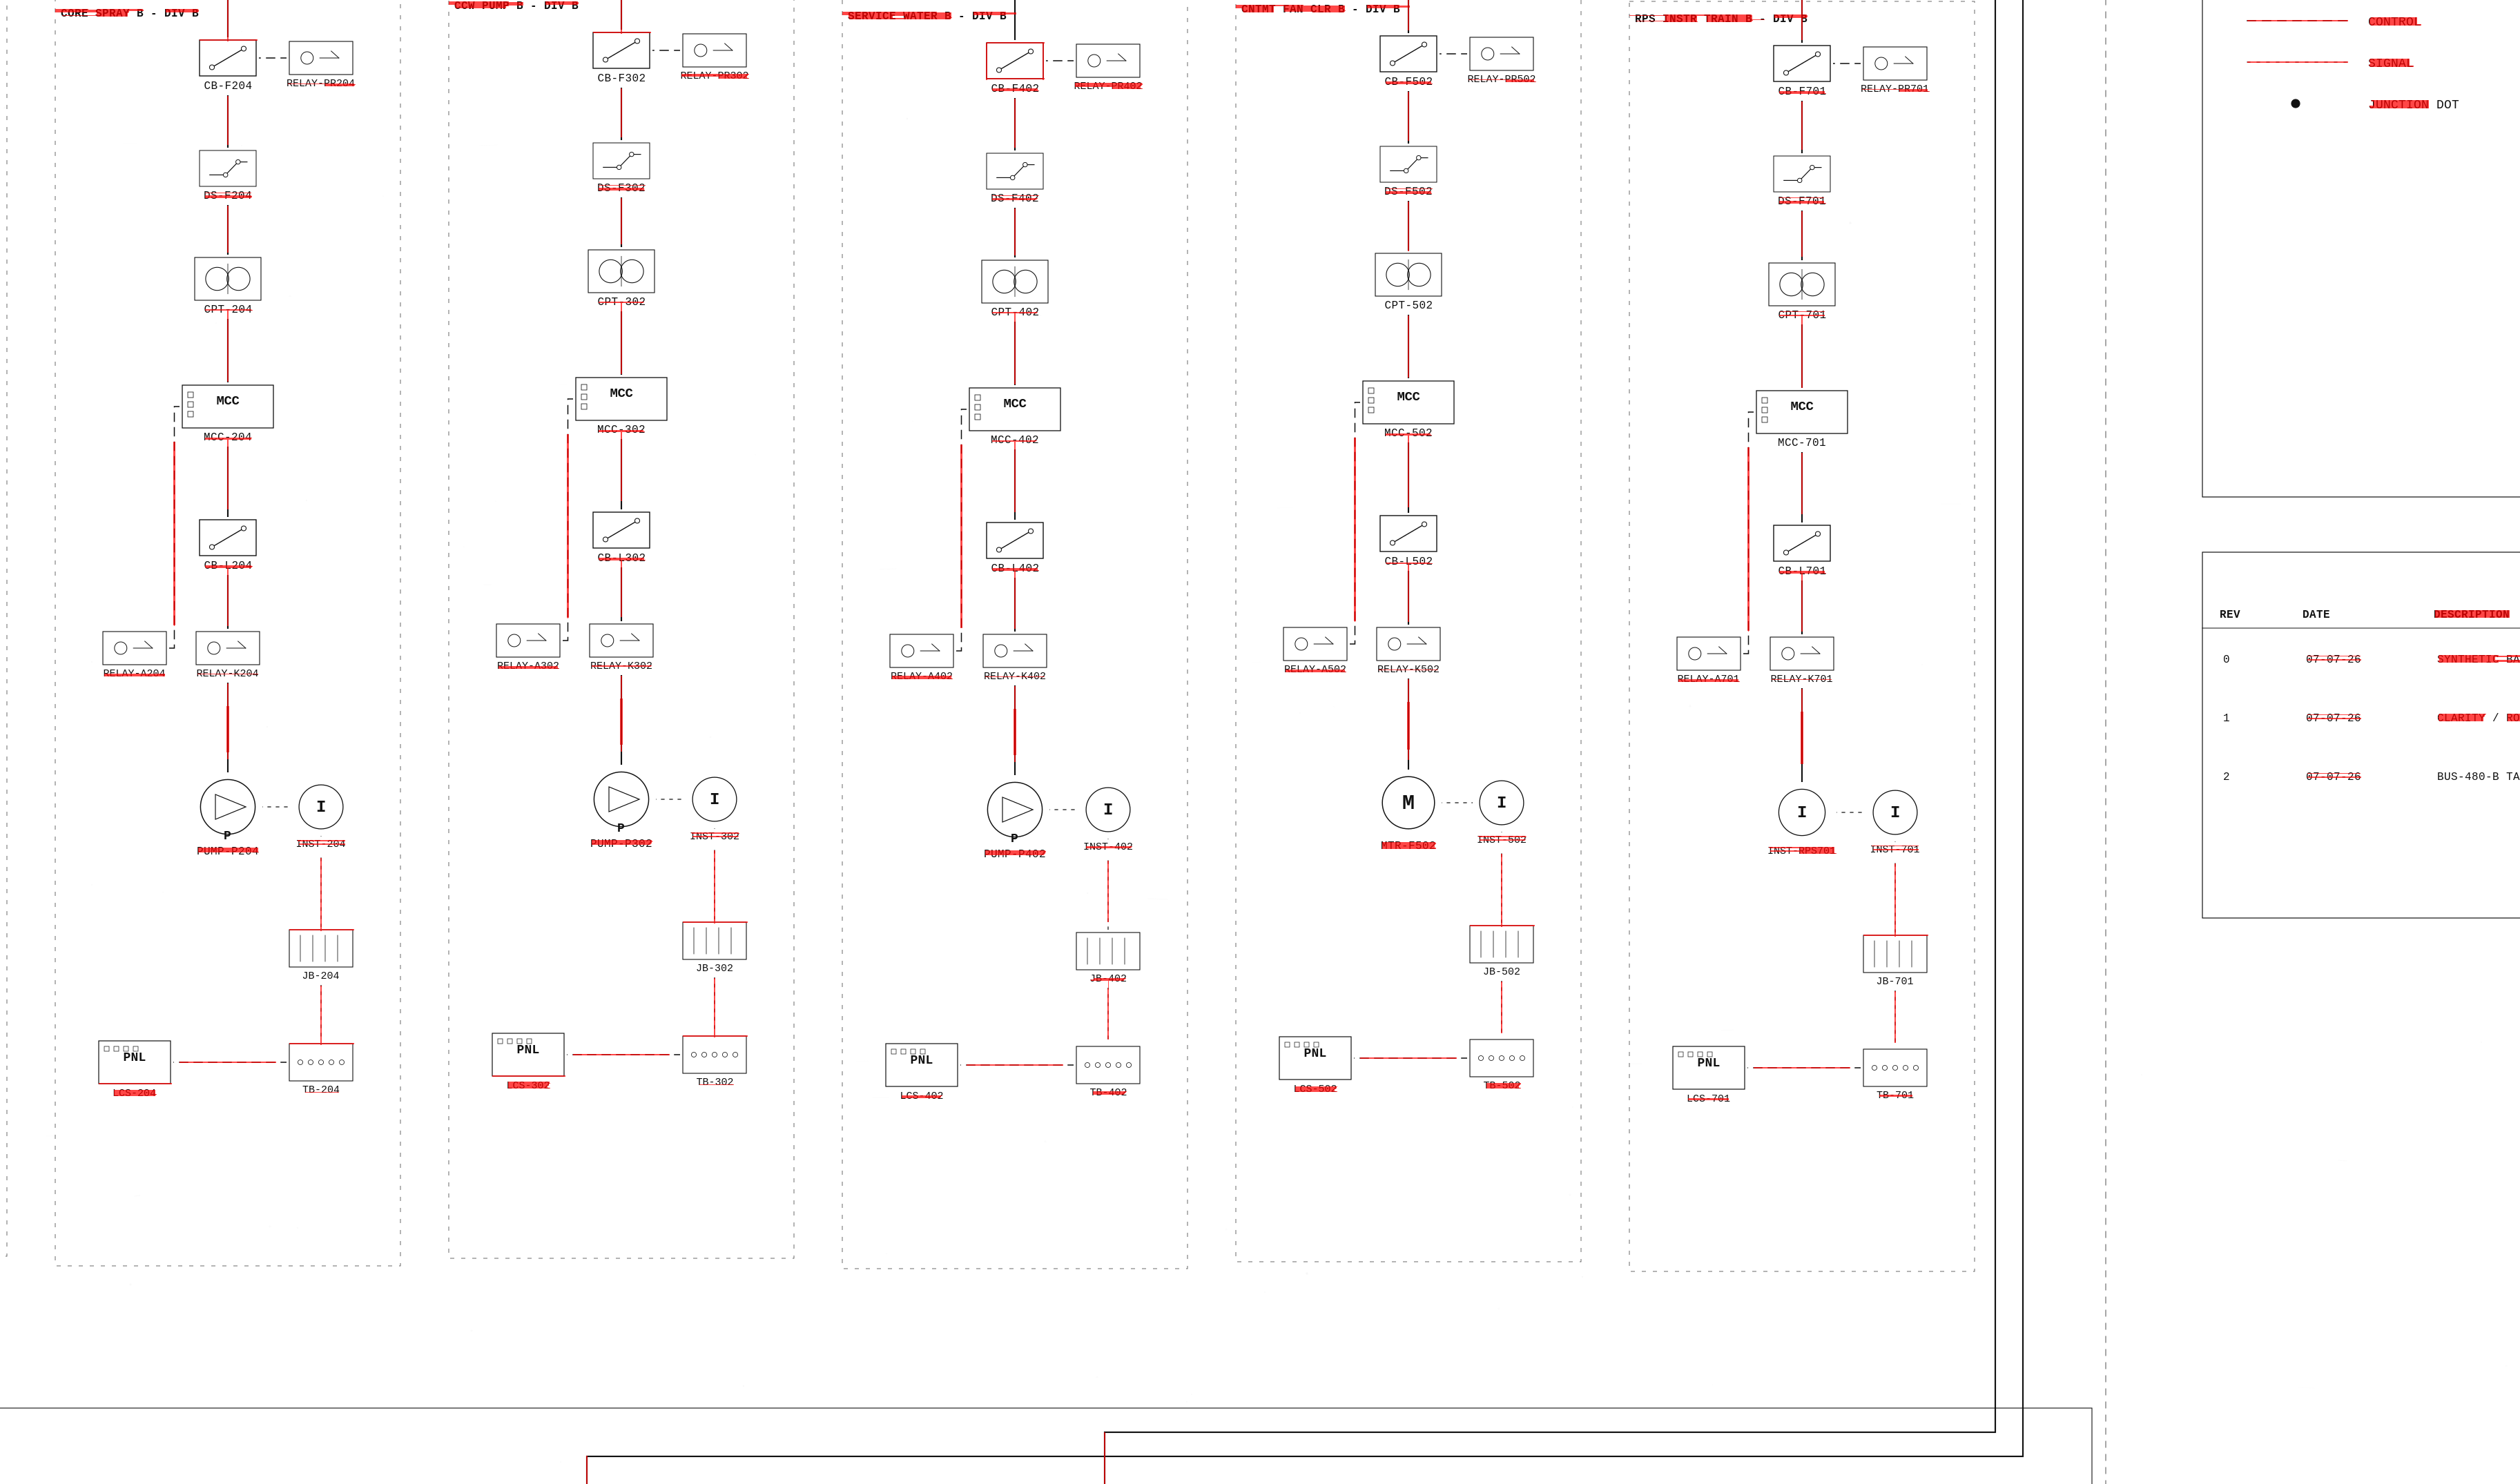 CORE SPRAY B - DIV B
CB-F204
RELAY-PR204
DS-F204
CPT-204
MCC
MCC-204
CB-L204
RELAY-A204
RELAY-K204
P
I
PUMP-P204
INST-204
JB-204
PNL
LCS-204
TB-204
CCW PUMP B - DIV B
CB-F302
RELAY-PR302
DS-F302
CPT-302
MCC
MCC-302
CB-L302
RELAY-A302
RELAY-K302
P
I
PUMP-P302
INST-302
JB-302
PNL
LCS-302
TB-302
SERVICE WATER B - DIV B
CB-F402
RELAY-PR402
DS-F402
CPT-402
MCC
MCC-402
CB-L402
RELAY-A402
RELAY-K402
P
I
PUMP-P402
INST-402
JB-402
PNL
LCS-402
TB-402
CNTMT FAN CLR B - DIV B
CB-F502
RELAY-PR502
DS-F502
CPT-502
MCC
MCC-502
CB-L502
RELAY-A502
RELAY-K502
M
I
MTR-F502
INST-502
JB-502
PNL
LCS-502
TB-502
RPS INSTR TRAIN B - DIV B
CB-F701
RELAY-PR701
DS-F701
CPT-701
MCC
MCC-701
CB-L701
RELAY-A701
RELAY-K701
I
I
INST-RPS701
INST-701
JB-701
PNL
LCS-701
TB-701
CONTROL
SIGNAL
JUNCTION DOT
REV DATE DESCRIPTION
0 07-07-26 SYNTHETIC BA
1 07-07-26 CLARITY / RO
2 07-07-26 BUS-480-B TA